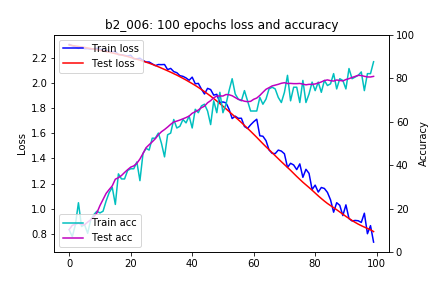 b2_006: 100 epochs loss and accuracy
Train loss
Test loss
Train acc
Test acc
Loss
2.2
2.0
1.8
1.6
1.4
1.2
1.0
0.8
Accuracy
100
80
60
40
20
0
0 20 40 60 80 100